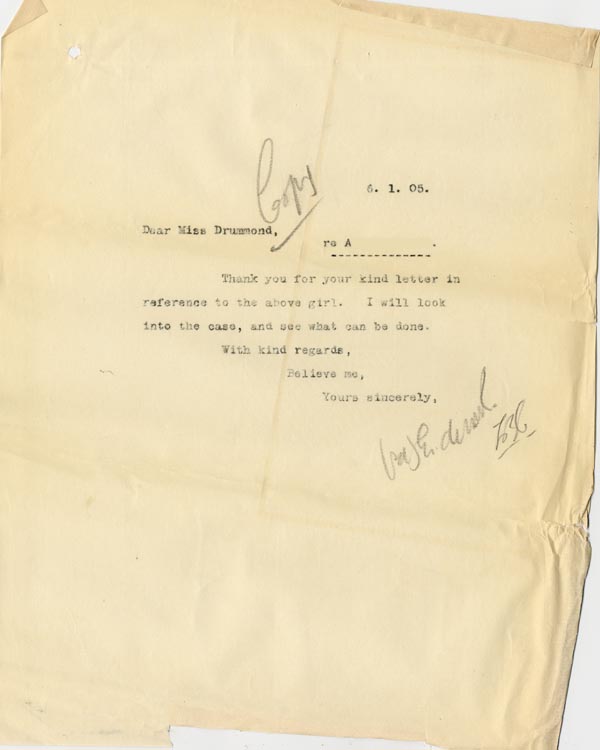 Copy
6. 1. 05.
Dear Miss Drummond,
re A .
Thank you for your kind letter in
reference to the above girl. I will look
into the case, and see what can be done.
With kind regards,
Believe me,
Yours sincerely,